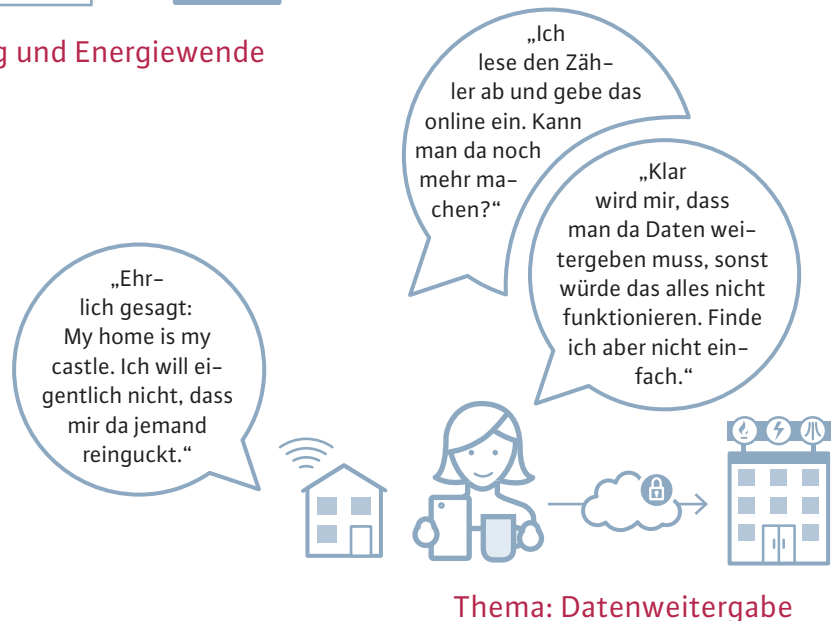 g und Energiewende
„Ich
lese den Zäh-
ler ab und gebe das
online ein. Kann
man da noch
mehr ma-
chen?“
„Klar
wird mir, dass
man da Daten wei-
tergeben muss, sonst
würde das alles nicht
funktionieren. Finde
ich aber nicht ein-
fach.“
„Ehr-
lich gesagt:
My home is my
castle. Ich will ei-
gentlich nicht, dass
mir da jemand
reinguckt.“
Thema: Datenweitergabe